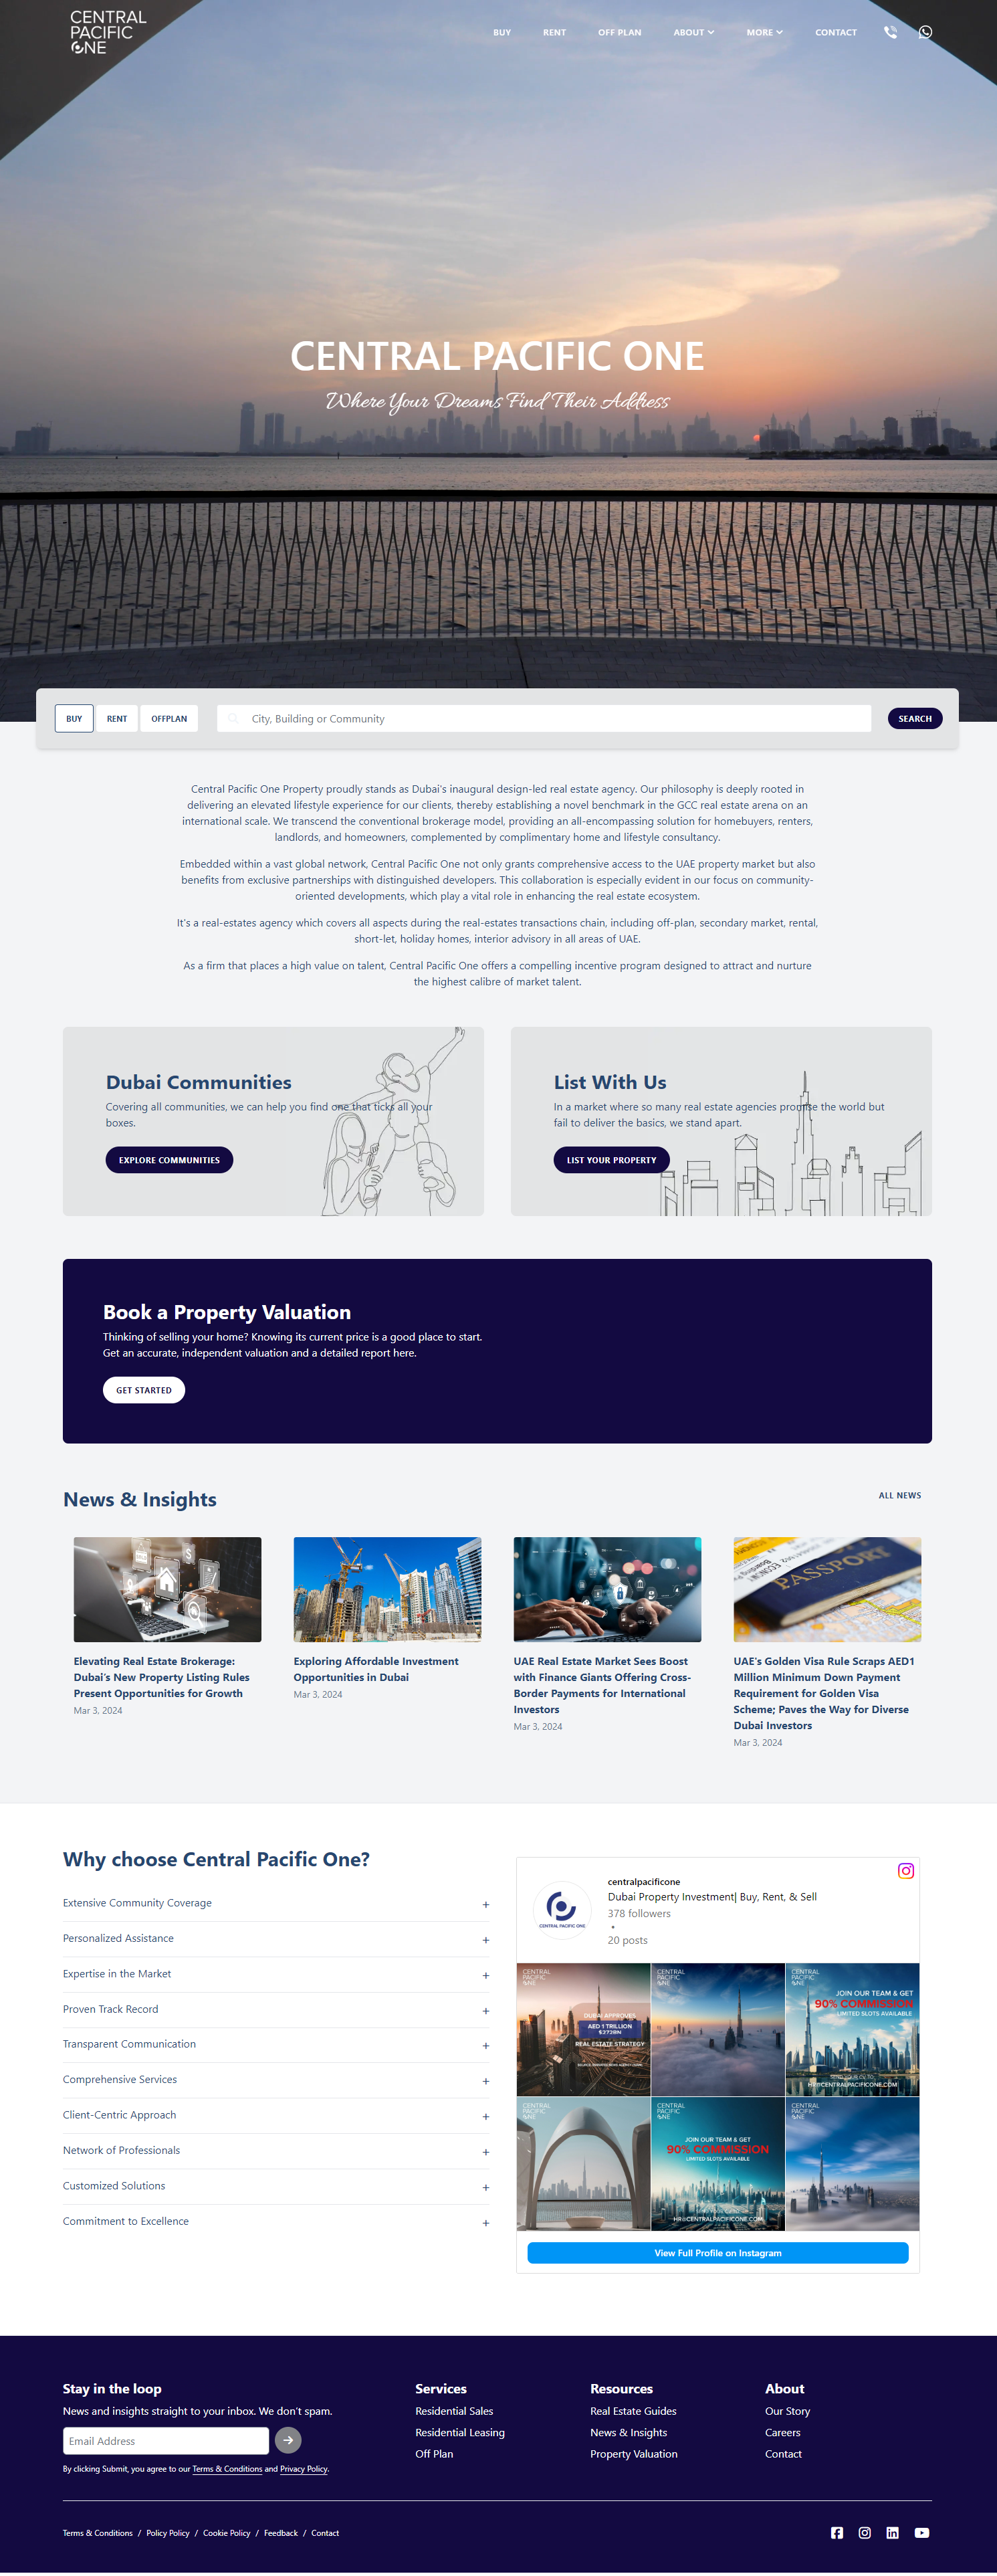 CENTRAL
PACIFIC
ONE
BUY
RENT
OFF PLAN
ABOUT
MORE
CONTACT
CENTRAL PACIFIC ONE
Where Your Dreams Find Their Address
BUY
RENT
OFFPLAN
City, Building or Community
SEARCH
Central Pacific One Property proudly stands as Dubai's inaugural design-led real estate agency. Our philosophy is deeply rooted in
delivering an elevated lifestyle experience for our clients, thereby establishing a novel benchmark in the GCC real estate arena on an
international scale. We transcend the conventional brokerage model, providing an all-encompassing solution for homebuyers, renters,
landlords, and homeowners, complemented by complimentary home and lifestyle consultancy.
Embedded within a vast global network, Central Pacific One not only grants comprehensive access to the UAE property market but also
benefits from exclusive partnerships with distinguished developers. This collaboration is especially evident in our focus on community-
oriented developments, which play a vital role in enhancing the real estate ecosystem.
It's a real-estates agency which covers all aspects during the real-estates transactions chain, including off-plan, secondary market, rental,
short-let, holiday homes, interior advisory in all areas of UAE.
As a firm that places a high value on talent, Central Pacific One offers a compelling incentive program designed to attract and nurture
the highest calibre of market talent.
Dubai Communities
Covering all communities, we can help you find one that ticks all your
boxes.
EXPLORE COMMUNITIES
List With Us
In a market where so many real estate agencies promise the world but
fail to deliver the basics, we stand apart.
LIST YOUR PROPERTY
Book a Property Valuation
Thinking of selling your home? Knowing its current price is a good place to start.
Get an accurate, independent valuation and a detailed report here.
GET STARTED
News & Insights
ALL NEWS
PASSPORT
Elevating Real Estate Brokerage:
Dubai's New Property Listing Rules
Present Opportunities for Growth
Mar 3, 2024
Exploring Affordable Investment
Opportunities in Dubai
Mar 3, 2024
UAE Real Estate Market Sees Boost
with Finance Giants Offering Cross-
Border Payments for International
Investors
Mar 3, 2024
UAE's Golden Visa Rule Scraps AED1
Million Minimum Down Payment
Requirement for Golden Visa
Scheme; Paves the Way for Diverse
Dubai Investors
Mar 3, 2024
Why choose Central Pacific One?
Extensive Community Coverage +
Personalized Assistance +
Expertise in the Market +
Proven Track Record +
Transparent Communication +
Comprehensive Services +
Client-Centric Approach +
Network of Professionals +
Customized Solutions +
Commitment to Excellence +
CENTRAL PACIFIC ONE
centralpacificone
Dubai Property Investment| Buy, Rent, & Sell
378 followers
•
20 posts
CENTRAL
PACIFIC
ONE
DUBAI APPROVES
AED 1 TRILLION
$272BN
REAL ESTATE STRATEGY
CENTRAL
PACIFIC
ONE
CENTRAL
PACIFIC
ONE
JOIN OUR TEAM & GET
90% COMMISSION
LIMITED SLOTS AVAILABLE
HR@CENTRALPACIFICONE.COM
CENTRAL
PACIFIC
ONE
CENTRAL
PACIFIC
ONE
JOIN OUR TEAM & GET
90% COMMISSION
LIMITED SLOTS AVAILABLE
HR@CENTRALPACIFICONE.COM
CENTRAL
PACIFIC
ONE
View Full Profile on Instagram
Stay in the loop
News and insights straight to your inbox. We don't spam.
Email Address
By clicking Submit, you agree to our Terms & Conditions and Privacy Policy.
Services
Residential Sales
Residential Leasing
Off Plan
Resources
Real Estate Guides
News & Insights
Property Valuation
About
Our Story
Careers
Contact
Terms & Conditions / Policy Policy / Cookie Policy / Feedback / Contact